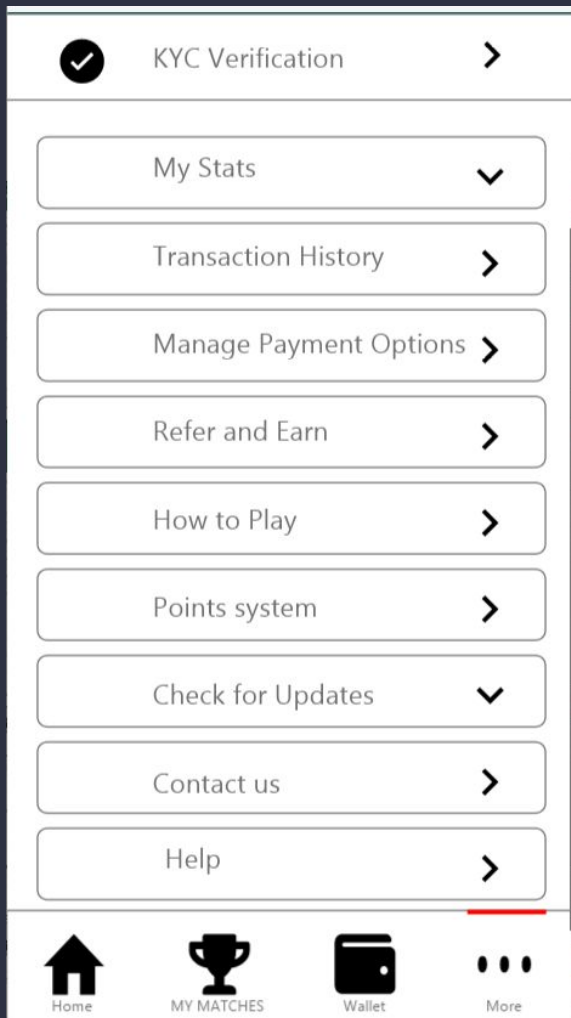 KYC Verification
My Stats
Transaction History
Manage Payment Options
Refer and Earn
How to Play
Points system
Check for Updates
Contact us
Help
Home
MY MATCHES
Wallet
More